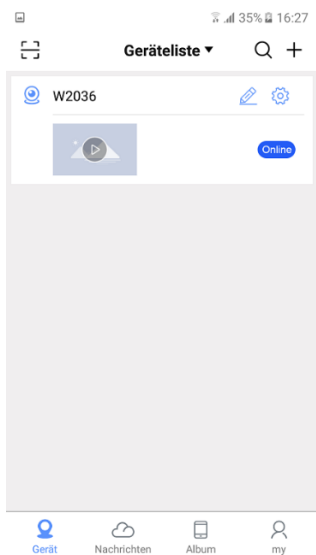 35% 16:27
Geräteliste
W2036
Online
Gerät Nachrichten Album my